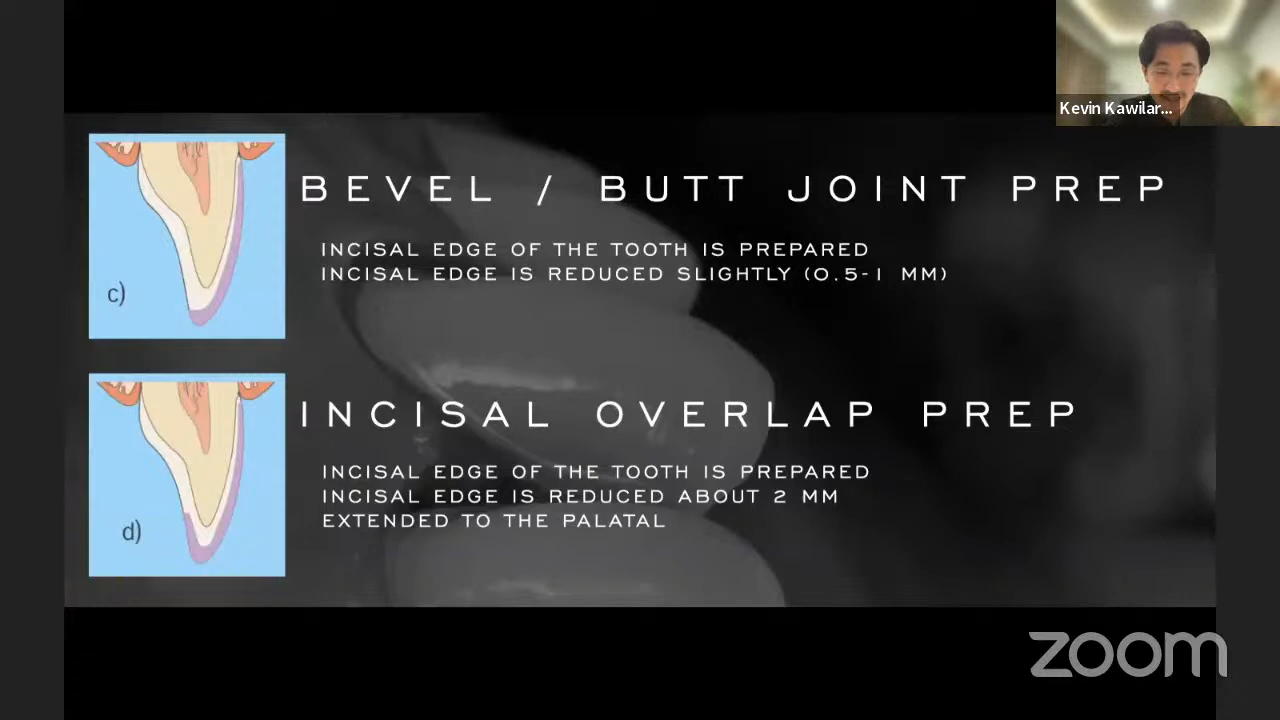 Kevin Kawilar...
BEVEL / BUTT JOINT PREP
INCISAL EDGE OF THE TOOTH IS PREPARED
INCISAL EDGE IS REDUCED SLIGHTLY (0.5-1 MM)
c)
INCISAL OVERLAP PREP
INCISAL EDGE OF THE TOOTH IS PREPARED
INCISAL EDGE IS REDUCED ABOUT 2 MM
EXTENDED TO THE PALATAL
d)
zoom